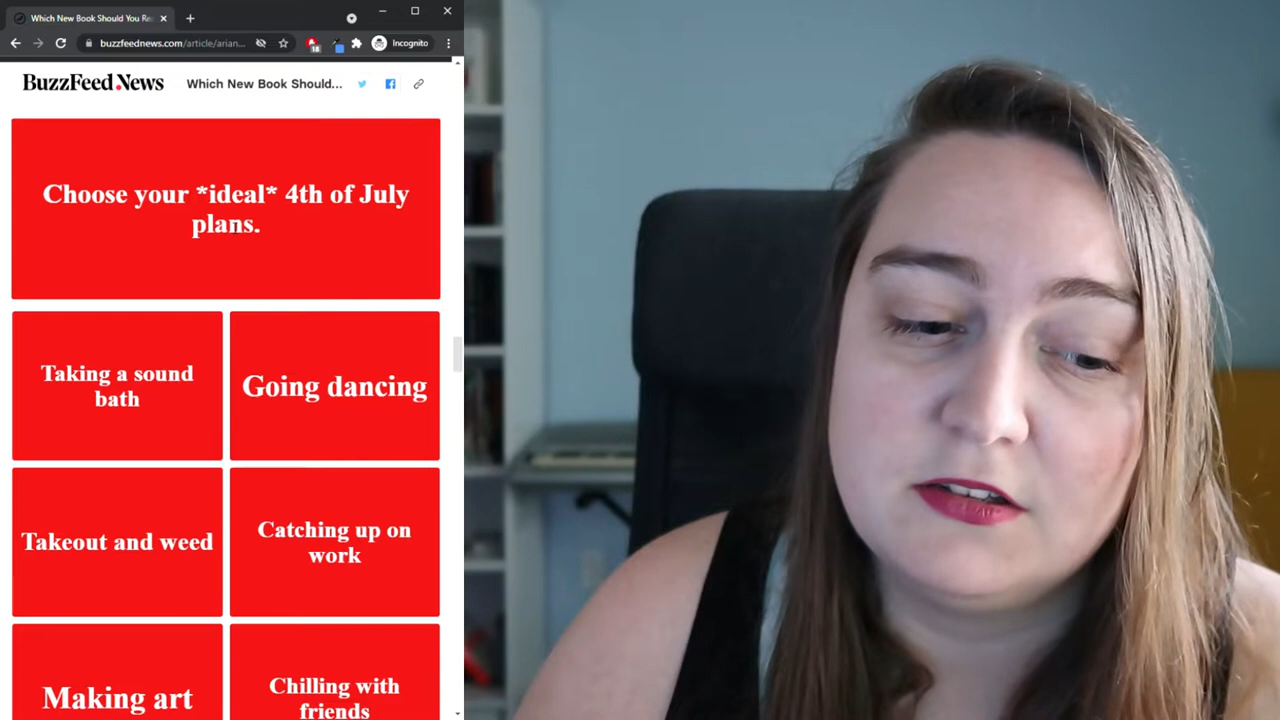 Which New Book Should You Re
buzzfeednews.com/article/arian...
18
Incognito
BuzzFeed News
Which New Book Should...
Choose your *ideal* 4th of July
plans.
Taking a sound
bath
Going dancing
Takeout and weed
Catching up on
work
Making art
Chilling with
friends